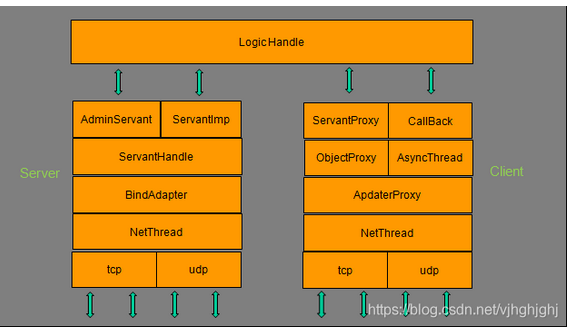 LogicHandle
AdminServant ServantImp
ServantHandle
BindAdapter
NetThread
tcp udp
Server
ServantProxy CallBack
ObjectProxy AsyncThread
ApdaterProxy
NetThread
tcp udp
Client
https://blog.csdn.net/vjhghjghj